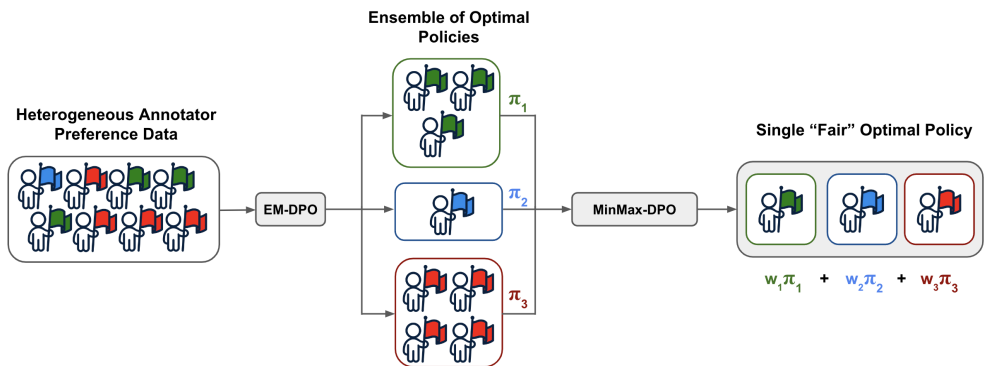 Heterogeneous Annotator
Preference Data
EM-DPO
Ensemble of Optimal
Policies
π1
π2
π3
MinMax-DPO
Single “Fair” Optimal Policy
w1π1 + w2π2 + w3π3